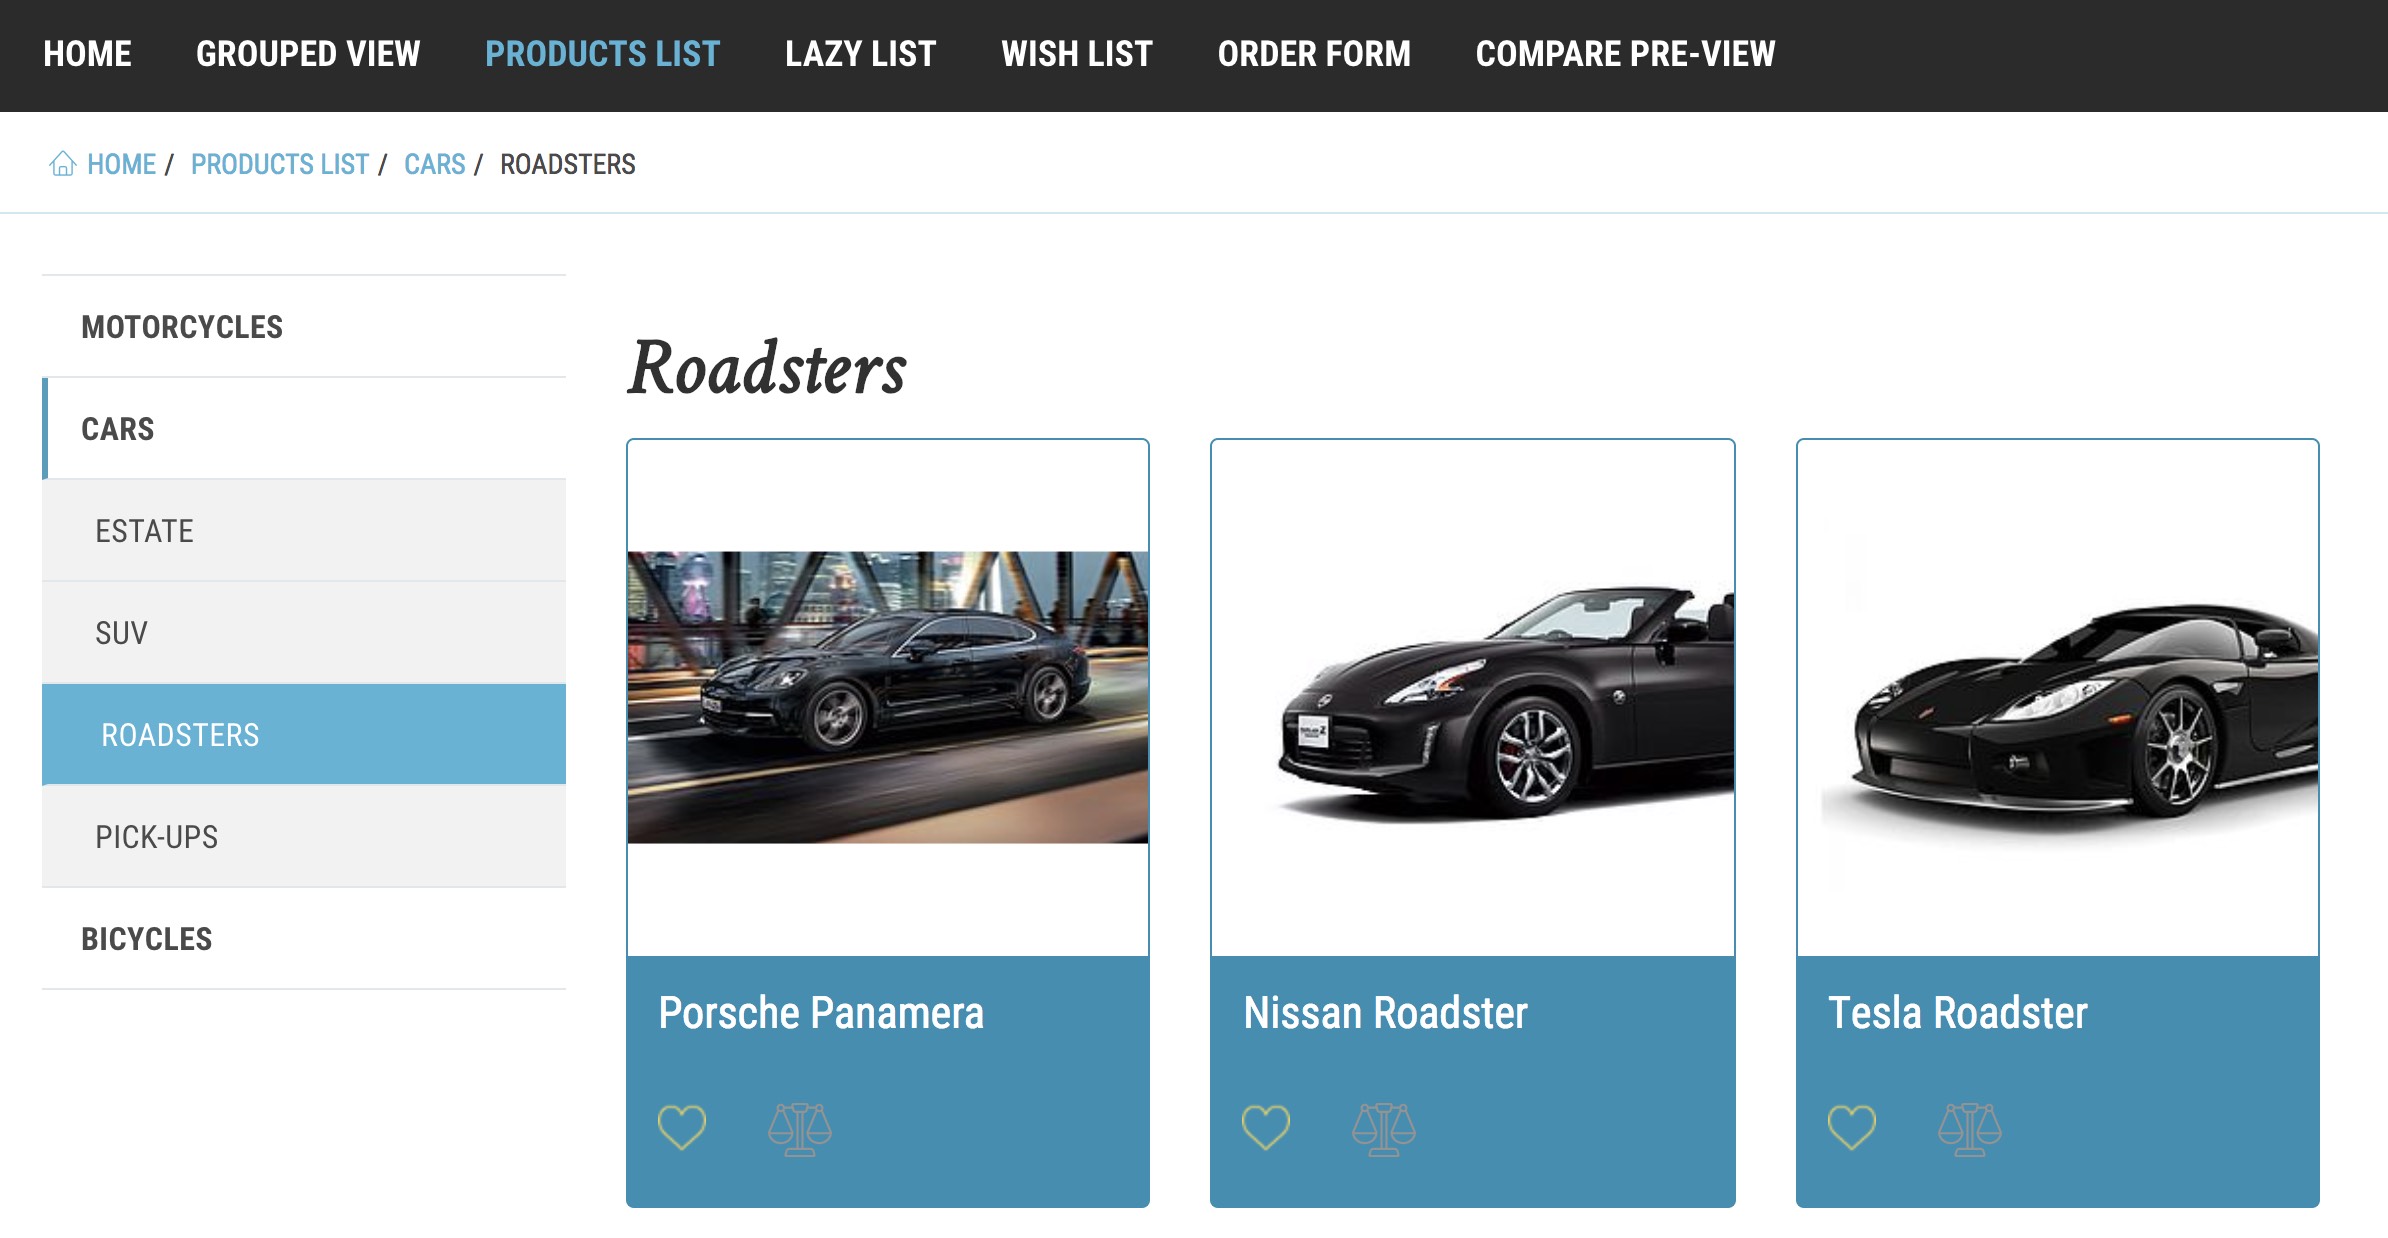 HOME GROUPED VIEW PRODUCTS LIST LAZY LIST WISH LIST ORDER FORM COMPARE PRE-VIEW
HOME / PRODUCTS LIST / CARS / ROADSTERS
MOTORCYCLES
CARS
ESTATE
SUV
ROADSTERS
PICK-UPS
BICYCLES
Roadsters
Porsche Panamera
Nissan Roadster
Tesla Roadster